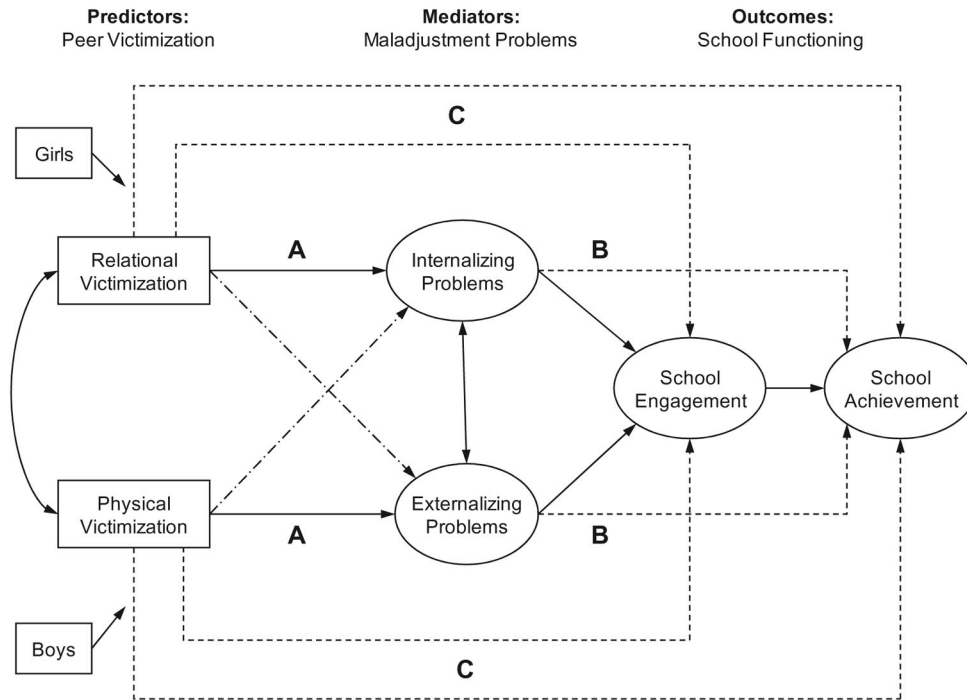 Predictors:
Peer Victimization
Mediators:
Maladjustment Problems
Outcomes:
School Functioning
C
Girls
Relational
Victimization
A
Internalizing
Problems
B
School
Engagement
School
Achievement
Physical
Victimization
A
Externalizing
Problems
B
Boys
C